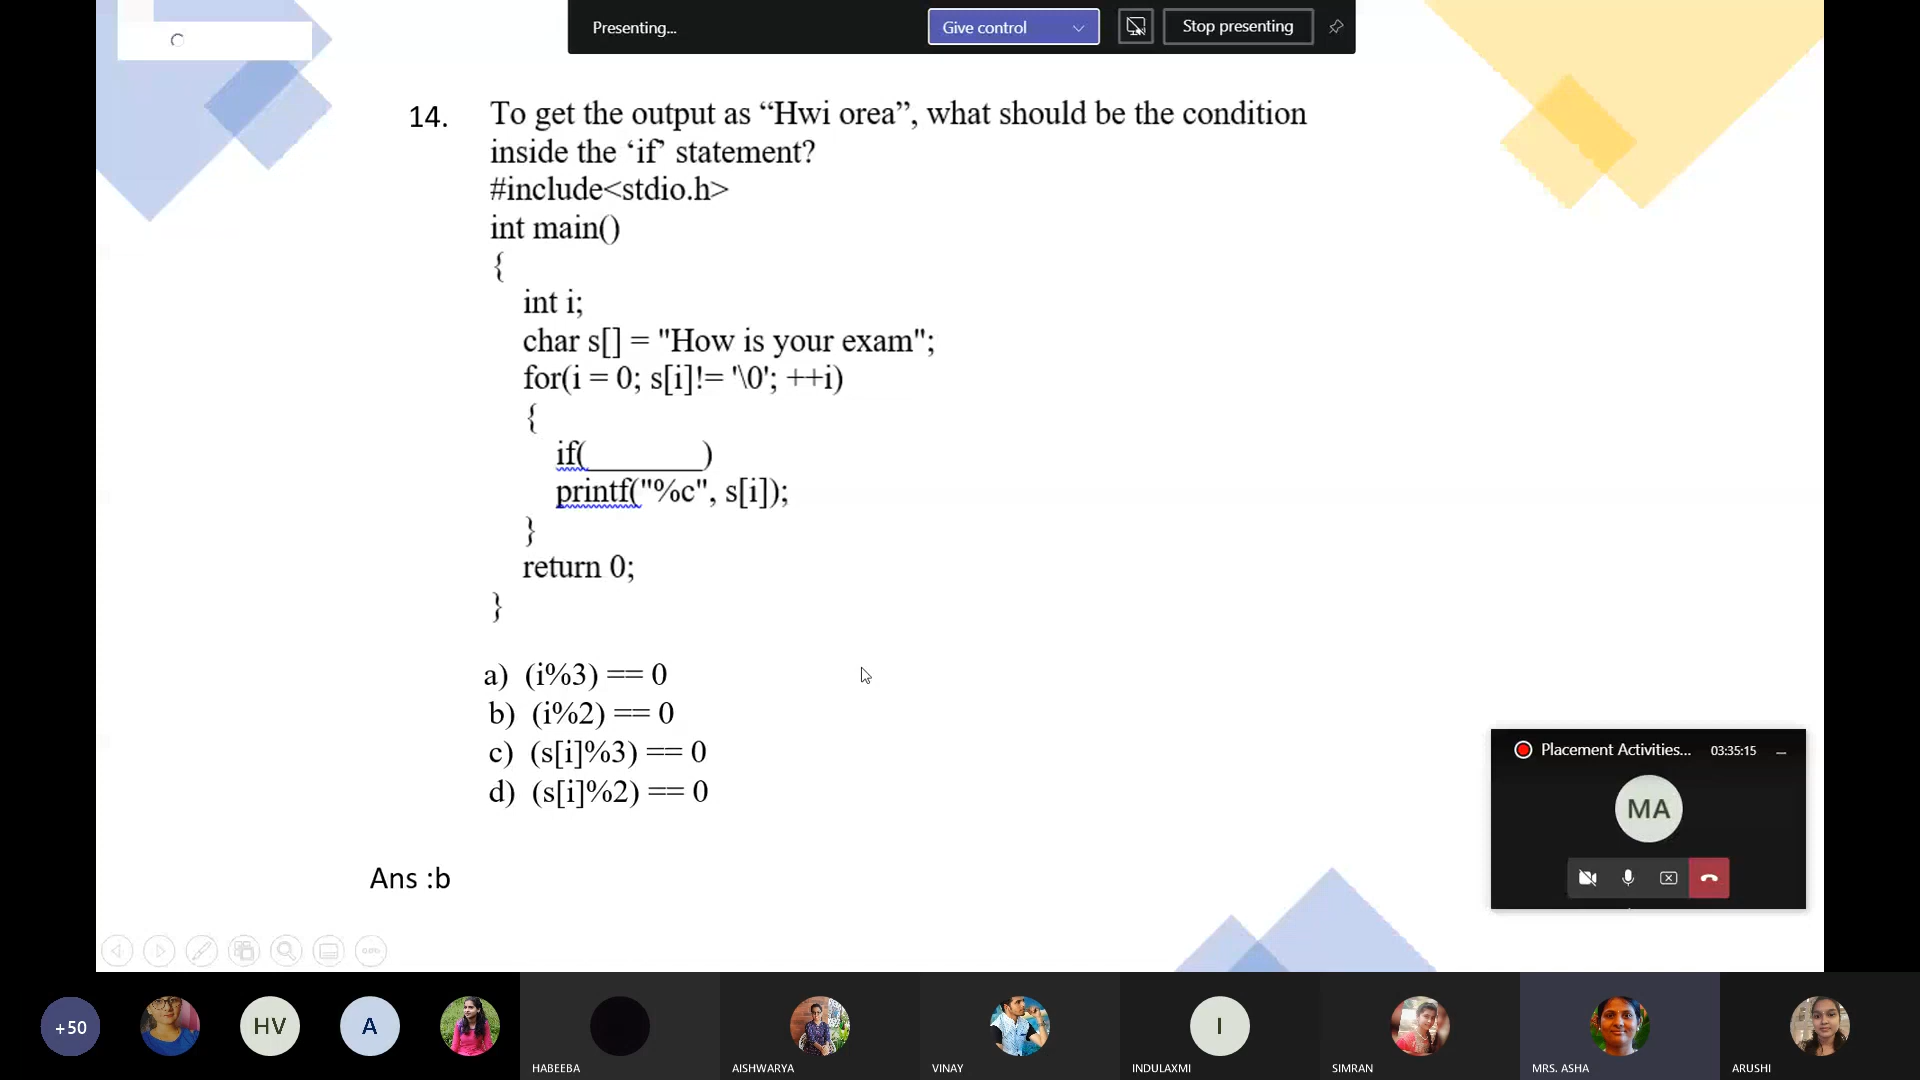 Presenting...
Give control
Stop presenting
14. To get the output as “Hwi orea”, what should be the condition
inside the ‘if’ statement?
#include<stdio.h>
int main()
{
int i;
char s[] = "How is your exam";
for(i = 0; s[i]!= '\0'; ++i)
{
if(_______)
printf("%c", s[i]);
}
return 0;
}
a) (i%3) == 0
b) (i%2) == 0
c) (s[i]%3) == 0
d) (s[i]%2) == 0
Ans :b
Placement Activities... 03:35:15
MA
+50
HV
A
I
HABEEBA
AISHWARYA
VINAY
INDULAXMI
SIMRAN
MRS. ASHA
ARUSHI